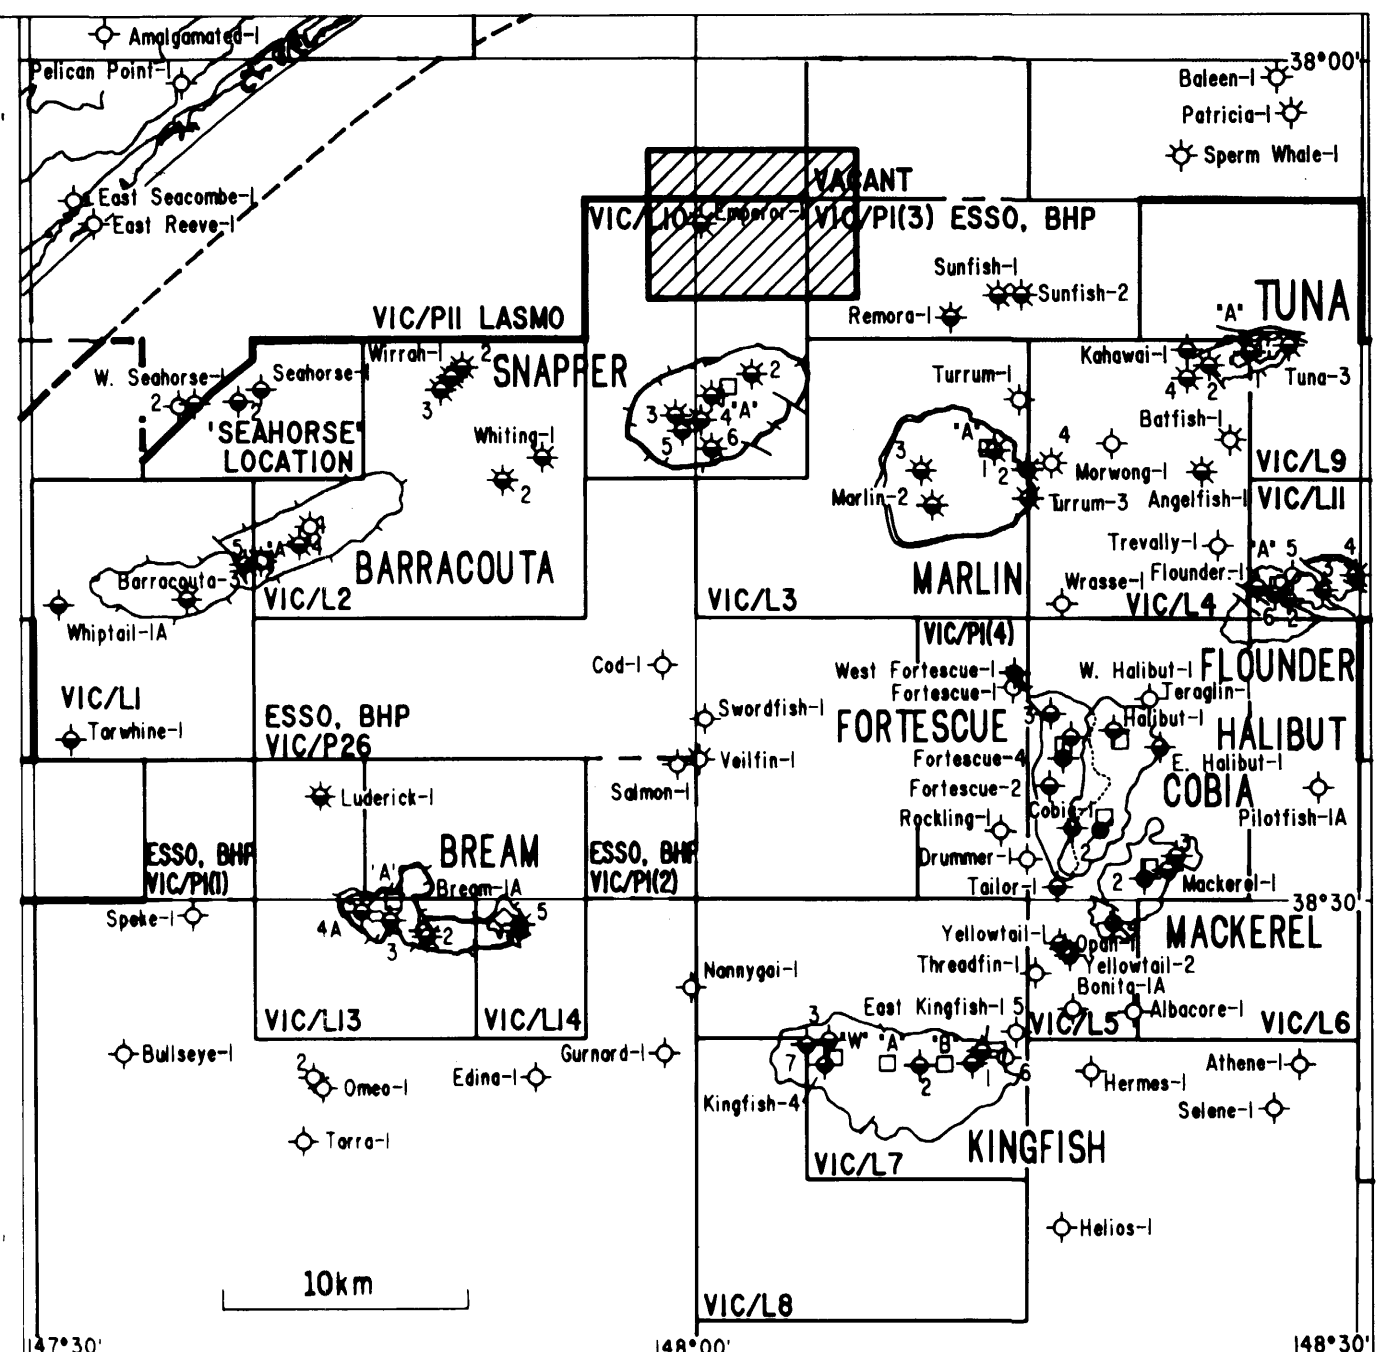 Amalgamated-1
38°00'
Pelican Point-1
Baleen-1
Patricia-1
Sperm Whale-1
VACANT
East Seacombe-1
East Reeve-1
VIC/L10
Emperor-1
VIC/P1(3) ESSO, BHP
Sunfish-1
Sunfish-2
TUNA
"A"
Remora-1
VIC/P11 LASMO
Wirrah-1
2
3
SNAPPER
2
3
"A"
4
5
6
Kahawai-1
4
2
Tuna-3
W. Seahorse-1
2
Seahorse-1
2
'SEAHORSE'
LOCATION
Turrum-1
Batfish-1
Whiting-1
2
"A"
3
1
2
4
Marlin-2
Morwong-1
VIC/L9
Turrum-3
Angelfish-1
VIC/L11
Trevally-1
"A"
5
4
5
"A"
4
Barracouta-3
BARRACOUTA
MARLIN
Wrasse-1
Flounder-1
3
6
2
VIC/L2
VIC/L3
VIC/L4
Whiptail-1A
VIC/P1(4)
Cod-1
West Fortescue-1
W. Halibut-1
FLOUNDER
Fortescue-1
Teraglin-1
VIC/L1
Tarwhine-1
ESSO, BHP
VIC/P26
Swordfish-1
FORTESCUE
3
Halibut-1
HALIBUT
Veilfin-1
Fortescue-4
E. Halibut-1
Salmon-1
Fortescue-2
COBIA
Luderick-1
Rockling-1
Cobia-1
2
Pilotfish-1A
ESSO, BHP
VIC/P1(1)
BREAM
'A'
Bream-1A
ESSO, BHP
VIC/P1(2)
Drummer-1
3
Tailor-1
2
Mackerel-1
38°30'
Speke-1
4A
3
2
5
4
Yellowtail-1
Opah-1
MACKEREL
Threadfin-1
Yellowtail-2
Nannygai-1
Bonita-1A
East Kingfish-1
5
Albacore-1
VIC/L13
VIC/L14
3
VIC/L5
VIC/L6
Bullseye-1
Gurnard-1
7
"W"
"A"
"B"
2
1
6
Athene-1
2
Omeo-1
Edina-1
Kingfish-4
Hermes-1
Selene-1
Tarra-1
KINGFISH
VIC/L7
Helios-1
10km
VIC/L8
147°30'
148°00'
148°30'